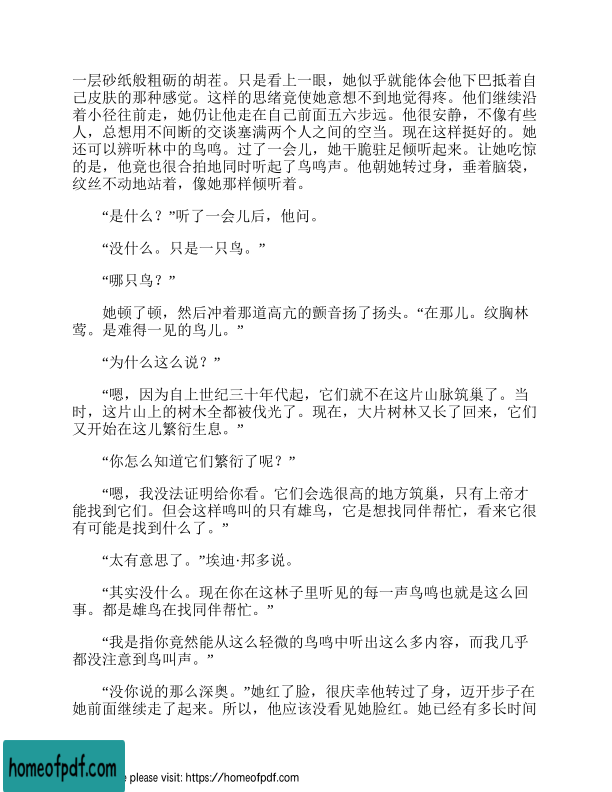 一层砂纸般粗砺的胡茬。只是看上一眼，她似乎就能体会他下巴抵着自
己皮肤的那种感觉。这样的思绪竟使她意想不到地觉得疼。他们继续沿
着小径往前走，她仍让他走在自己前面五六步远。他很安静，不像有些
人，总想用不间断的交谈塞满两个人之间的空当。现在这样挺好的。她
还可以辨听林中的鸟鸣。过了一会儿，她干脆驻足倾听起来。让她吃惊
的是，他竟也很合拍地同时听起了鸟鸣声。他朝她转过身，垂着脑袋，
纹丝不动地站着，像她那样倾听着。
“是什么？”听了一会儿后，他问。
“没什么。只是一只鸟。”
“哪只鸟？”
她顿了顿，然后冲着那道高亢的颤音扬了扬头。“在那儿。纹胸林
莺。是难得一见的鸟儿。”
“为什么这么说？”
“嗯，因为自上世纪三十年代起，它们就不在这片山脉筑巢了。当
时，这片山上的树木全都被伐光了。现在，大片树林又长了回来，它们
又开始在这儿繁衍生息。”
“你怎么知道它们繁衍了呢？”
“嗯，我没法证明给你看。它们会选很高的地方筑巢，只有上帝才
能找到它们。但会这样鸣叫的只有雄鸟，它是想找同伴帮忙，看来它很
有可能是找到什么了。”
“太有意思了。”埃迪·邦多说。
“其实没什么。现在你在这林子里听见的每一声鸟鸣也就是这么回
事。都是雄鸟在找同伴帮忙。”
“我是指你竟然能从这么轻微的鸟鸣中听出这么多内容，而我几乎
都没注意到鸟叫声。”
“没你说的那么深奥。”她红了脸，很庆幸他转过了身，迈开步子在
她前面继续走了起来。所以，他应该没看见她脸红。她已经有多长时间
homeofpdf.com
e please visit: https://homeofpdf.com